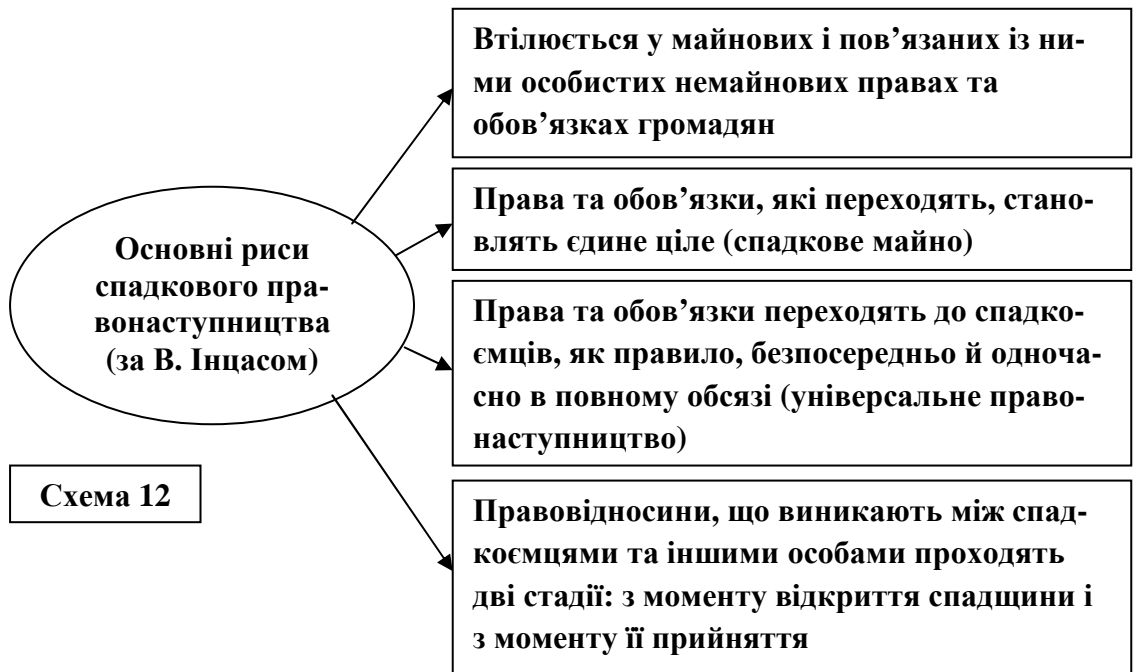 Основні риси
спадкового пра-
вонаступництва
(за В. Інцасом)
Втілюється у майнових і пов’язаних із ни-
ми особистих немайнових правах та
обов’язках громадян
Права та обов’язки, які переходять, стано-
влять єдине ціле (спадкове майно)
Права та обов’язки переходять до спадко-
ємців, як правило, безпосередньо й одноча-
сно в повному обсязі (універсальне право-
наступництво)
Правовідносини, що виникають між спад-
коємцями та іншими особами проходять
дві стадії: з моменту відкриття спадщини і
з моменту її прийняття
Схема 12